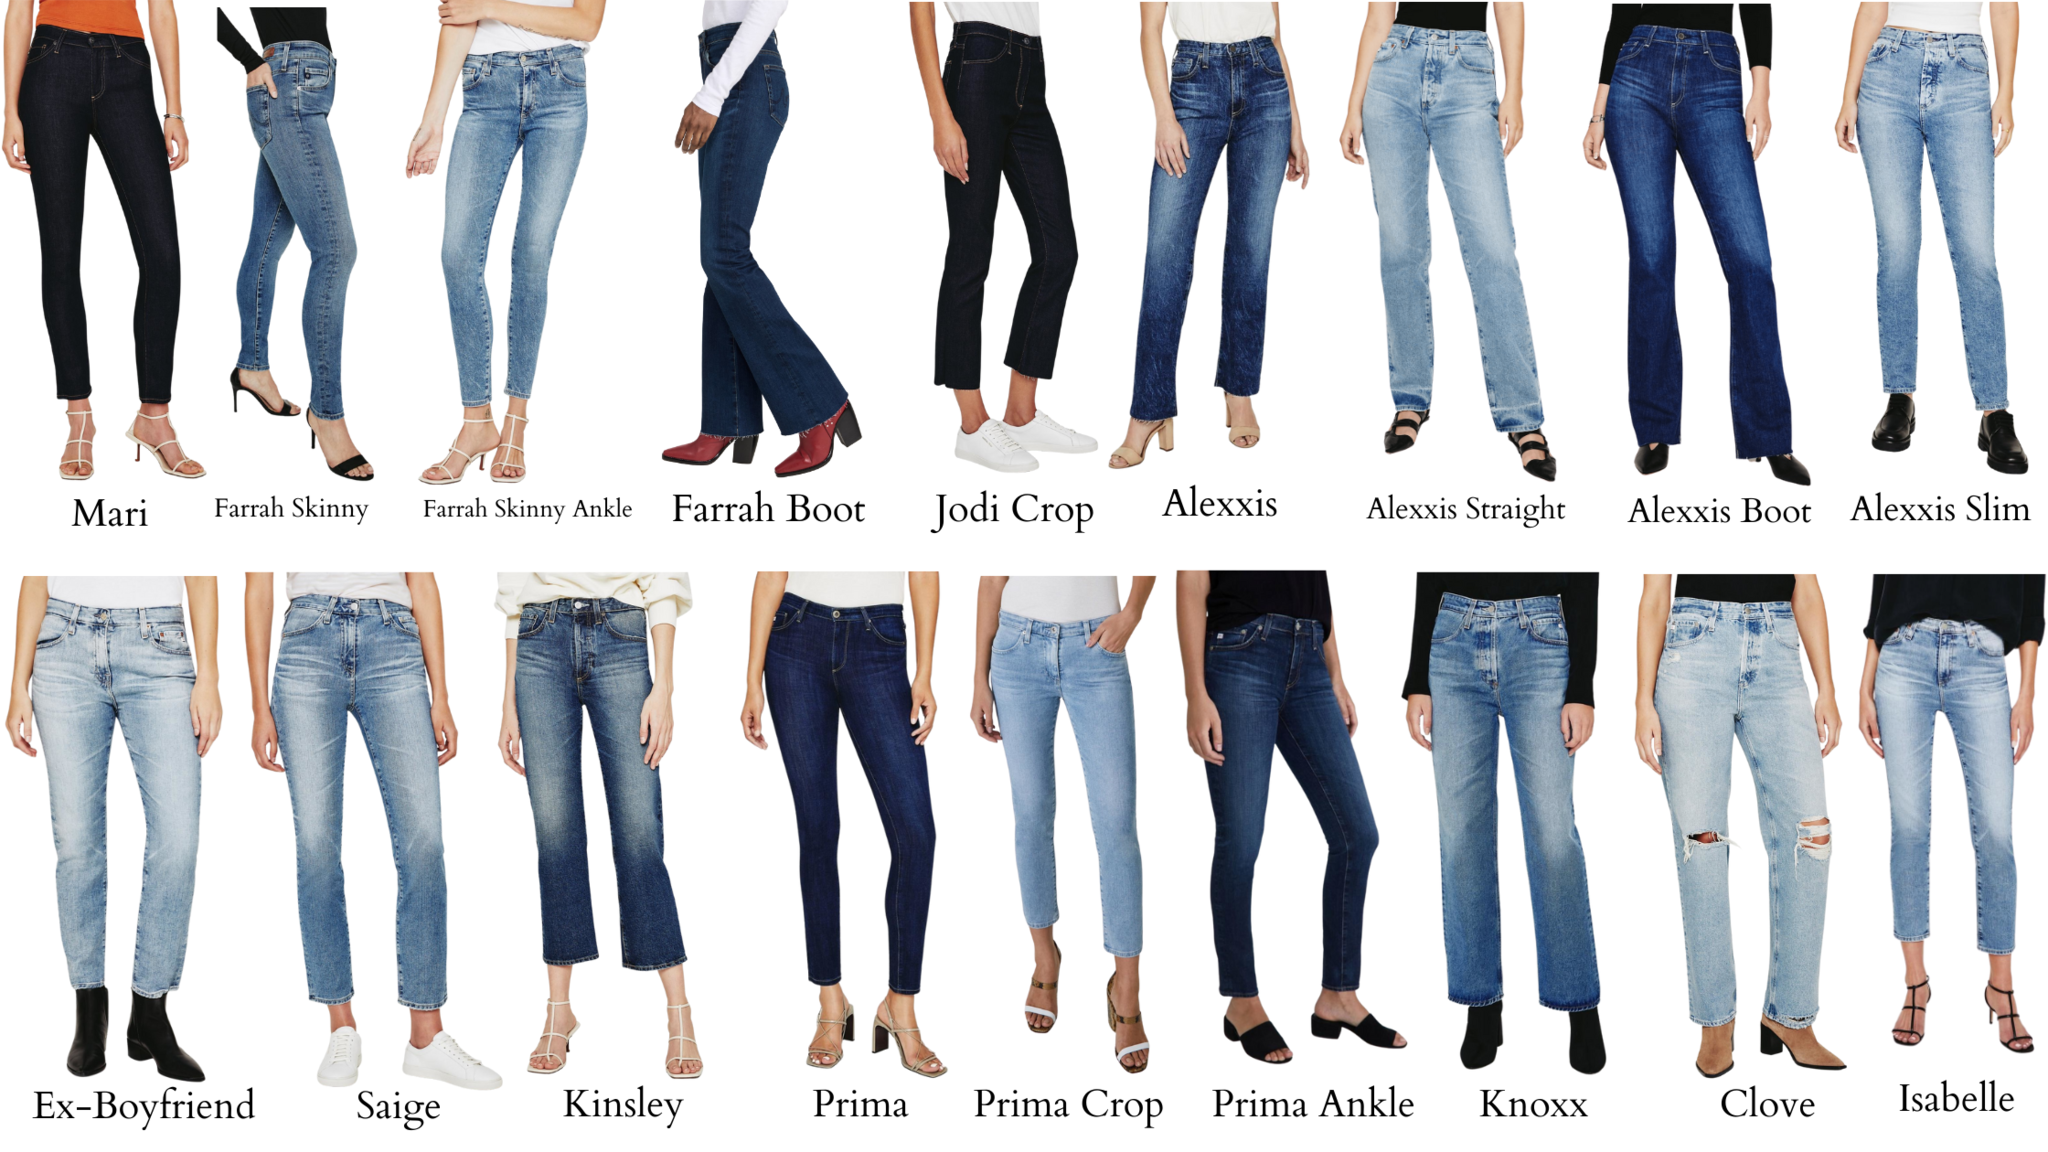 Mari
Farrah Skinny
Farrah Skinny Ankle
Farrah Boot
Jodi Crop
Alexxis
Alexxis Straight
Alexxis Boot
Alexxis Slim
Ex-Boyfriend
Saige
Kinsley
Prima
Prima Crop
Prima Ankle
Knoxx
Clove
Isabelle